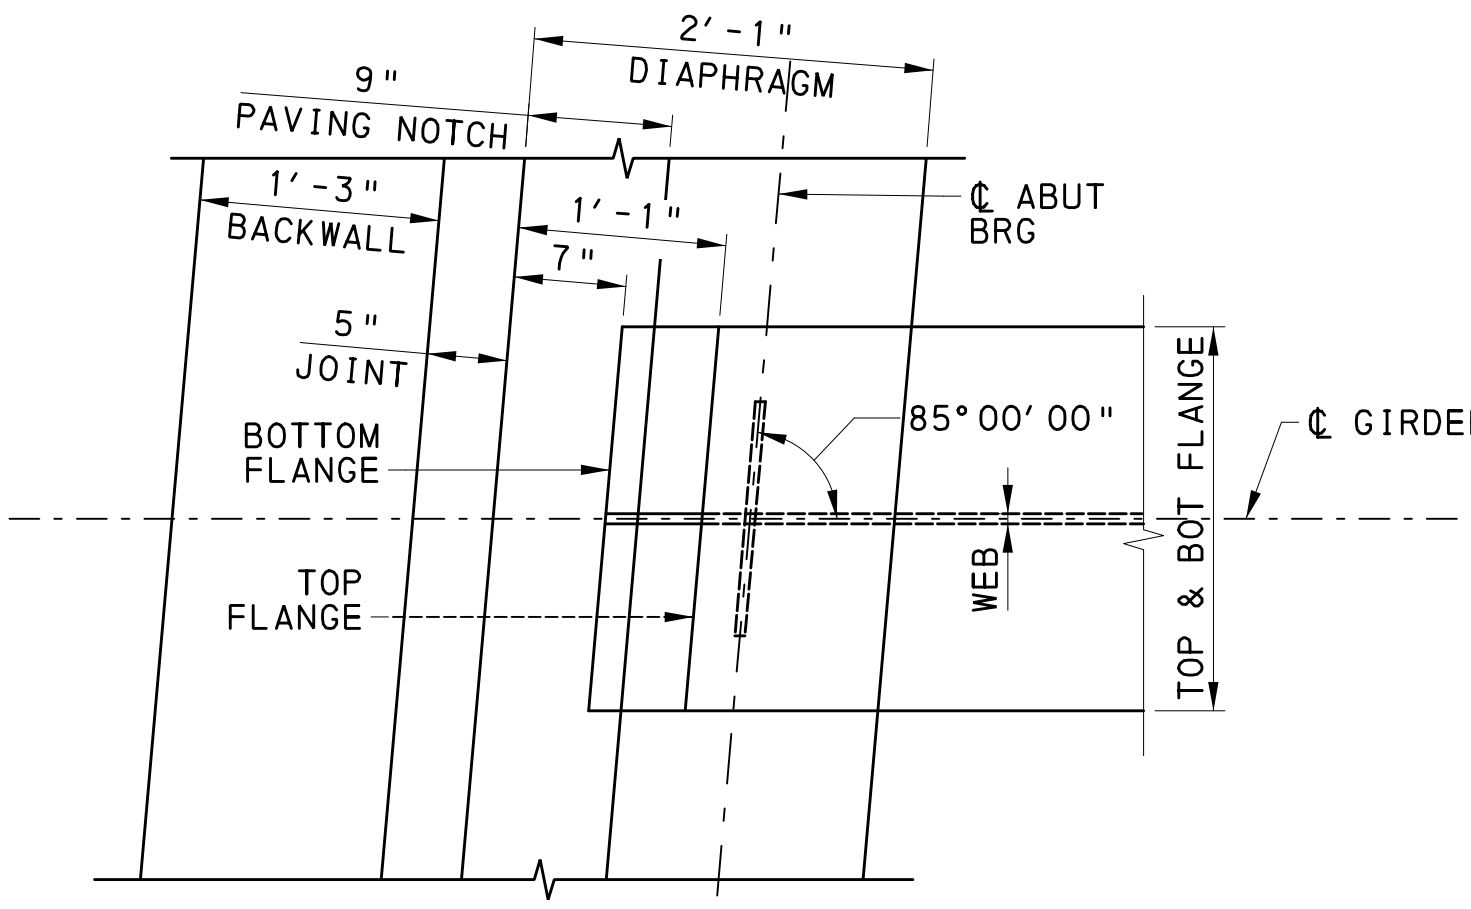 2'-1"
DIAPHRAGM
9"
PAVING NOTCH
1'-3"
BACKWALL
1'-1"
7"
℄ ABUT
BRG
5"
JOINT
BOTTOM
FLANGE
85°00'00"
℄ GIRDE
TOP & BOT FLANGE
WEB
TOP
FLANGE